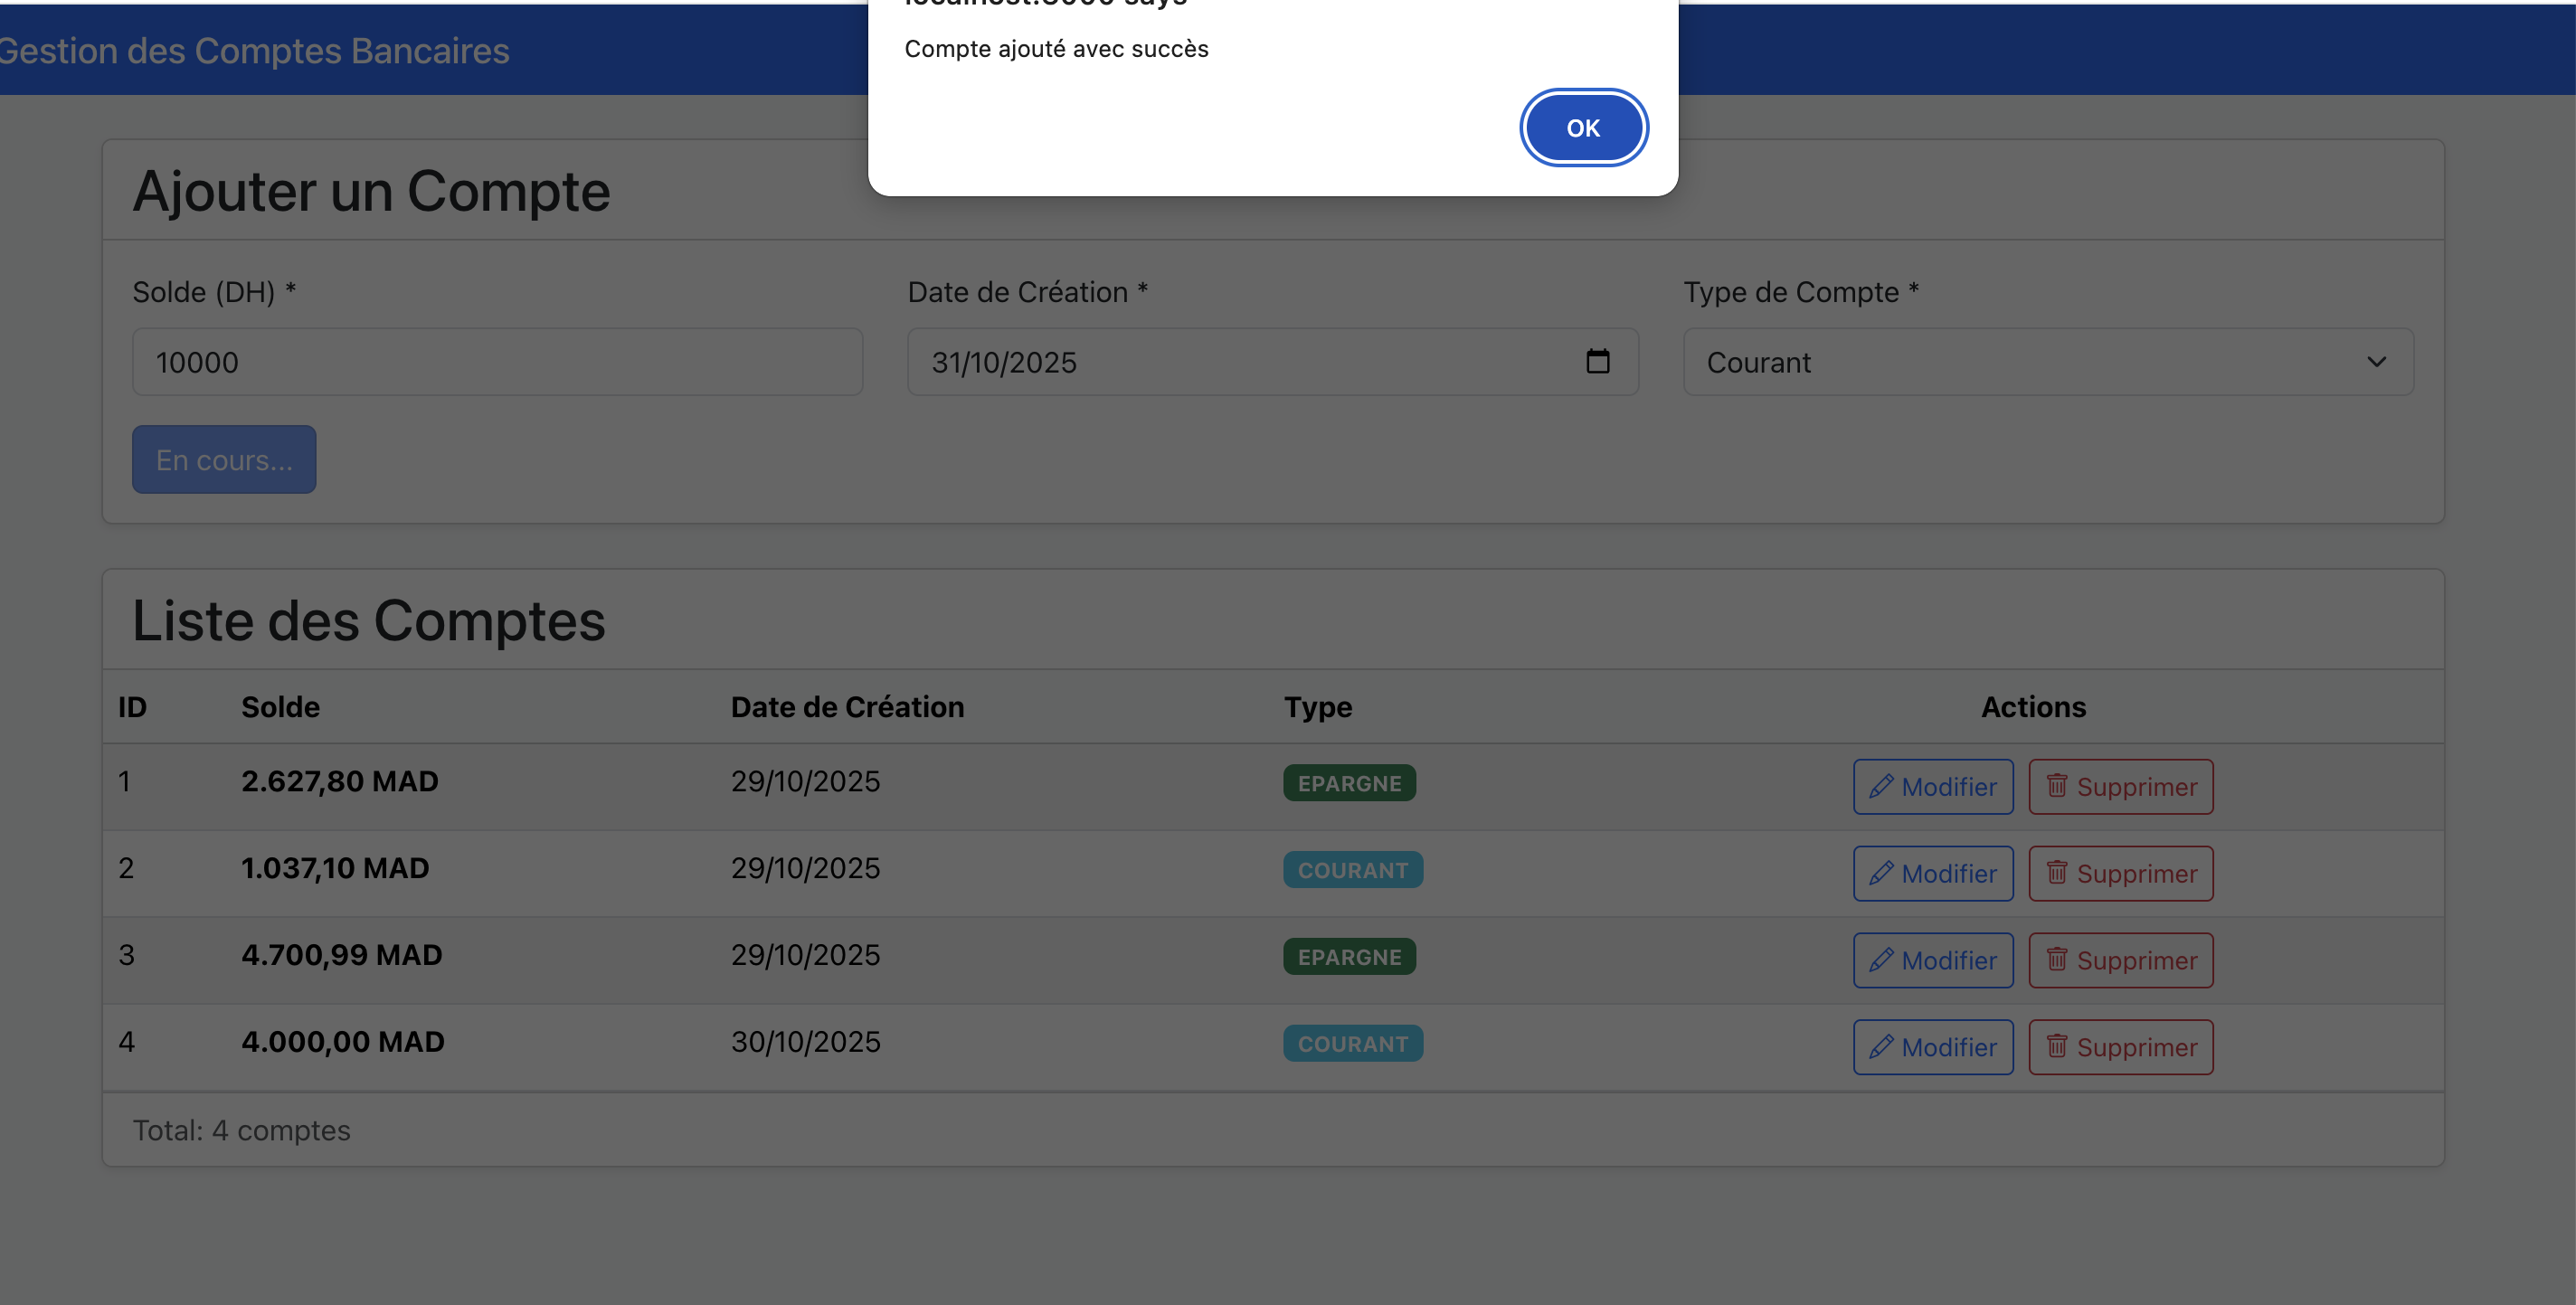 Gestion des Comptes Bancaires
Compte ajouté avec succès
OK
Ajouter un Compte
Solde (DH) *
Date de Création *
Type de Compte *
10000
31/10/2025
Courant
En cours...
Liste des Comptes
ID Solde Date de Création Type Actions
1 2.627,80 MAD 29/10/2025 EPARGNE Modifier Supprimer
2 1.037,10 MAD 29/10/2025 COURANT Modifier Supprimer
3 4.700,99 MAD 29/10/2025 EPARGNE Modifier Supprimer
4 4.000,00 MAD 30/10/2025 COURANT Modifier Supprimer
Total: 4 comptes